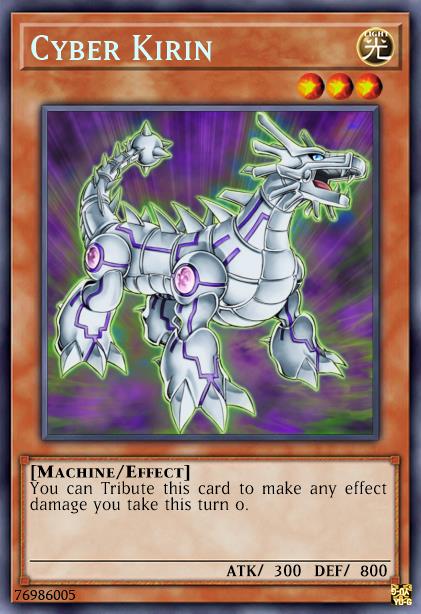 CYBER KIRIN
LIGHT
光
[MACHINE/EFFECT]
You can Tribute this card to make any effect
damage you take this turn o.
ATK/ 300 DEF/ 800
76986005